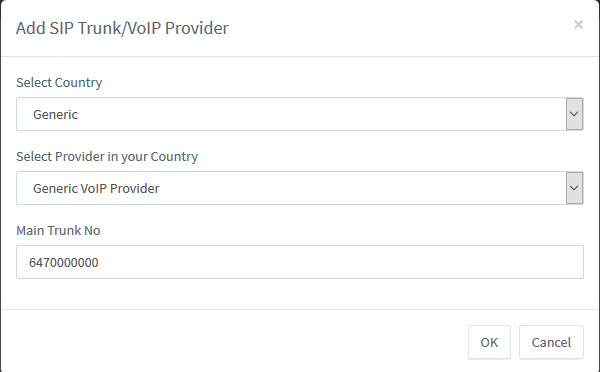 Add SIP Trunk/VoIP Provider
×
Select Country
Generic
Select Provider in your Country
Generic VoIP Provider
Main Trunk No
6470000000
OK
Cancel